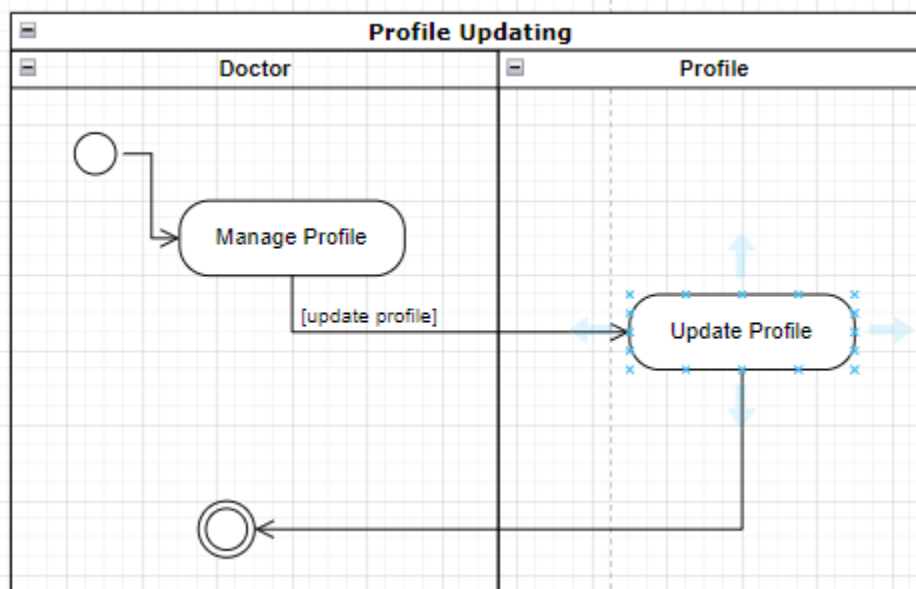 Profile Updating
Doctor
Profile
Manage Profile
[update profile]
Update Profile